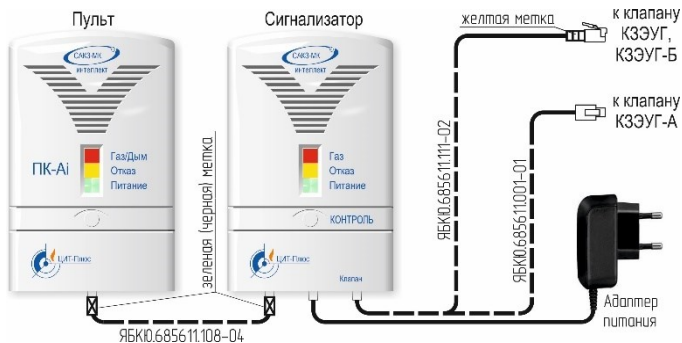 Пульт
Сигнализатор
САКЗ-МК
интеллект
ПК-Ai
Газ/Дым
Отказ
Питание
ЦИТ-Плюс
зеленая (черная) метка
САКЗ-МК
интеллект
Газ
Отказ
Питание
КОНТРОЛЬ
ЦИТ-Плюс
Клапан
желтая метка
к клапану
КЗЭУГ,
КЗЭУГ-Б
к клапану
КЗЭУГ-А
ЯБКЮ.685611.111-02
ЯБКЮ.685611.001-01
ЯБКЮ.685611.108-04
Адаптер
питания